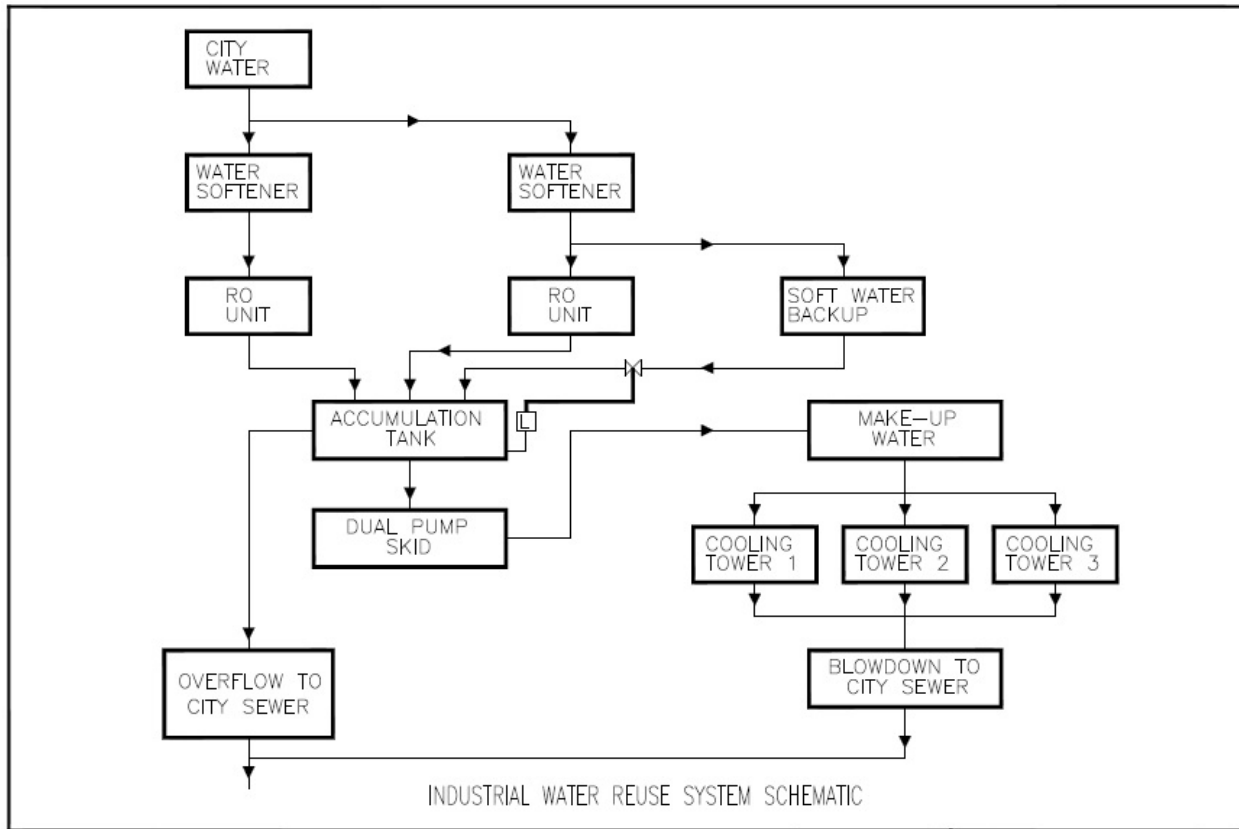 CITY
WATER
WATER
SOFTENER
WATER
SOFTENER
RO
UNIT
RO
UNIT
SOFT WATER
BACKUP
ACCUMULATION
TANK
L
MAKE-UP
WATER
DUAL PUMP
SKID
COOLING
TOWER 1
COOLING
TOWER 2
COOLING
TOWER 3
OVERFLOW TO
CITY SEWER
BLOWDOWN TO
CITY SEWER
INDUSTRIAL WATER REUSE SYSTEM SCHEMATIC